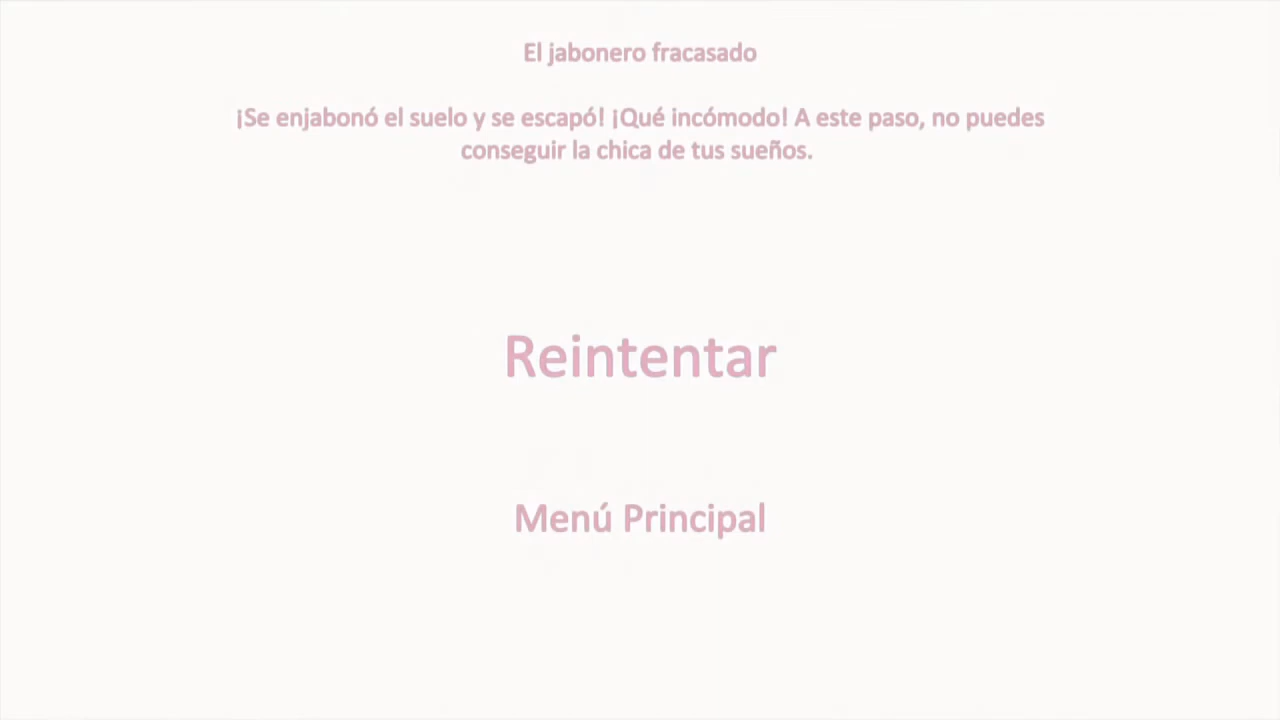 El jabonero fracasado
¡Se enjabonó el suelo y se escapó! ¡Qué incómodo! A este paso, no puedes
conseguir la chica de tus sueños.
Reintentar
Menú Principal